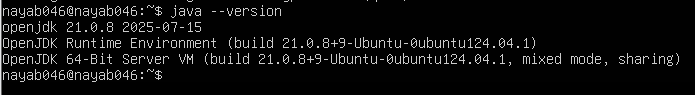 nayab046@nayab046:~$ java --version
openjdk 21.0.8 2025-07-15
OpenJDK Runtime Environment (build 21.0.8+9-Ubuntu-0ubuntu124.04.1)
OpenJDK 64-Bit Server VM (build 21.0.8+9-Ubuntu-0ubuntu124.04.1, mixed mode, sharing)
nayab046@nayab046:~$